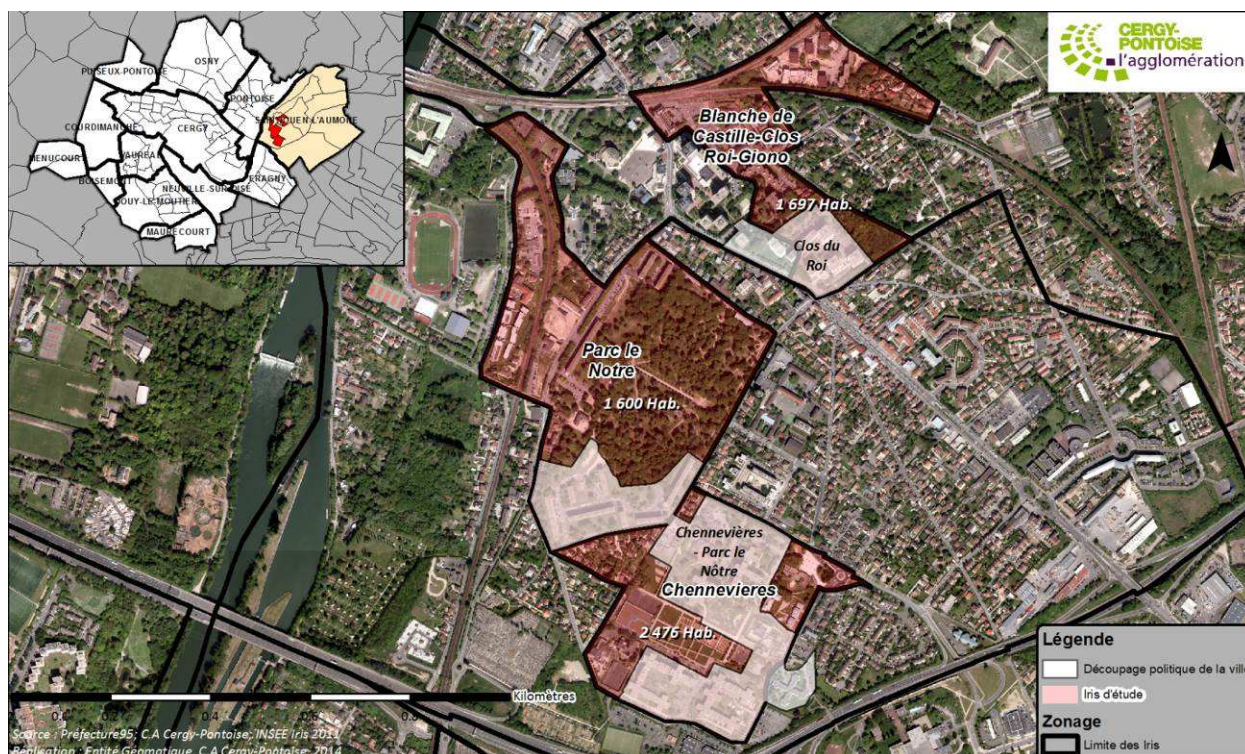 CERGY-
PONTOISE
l'agglomération
OSNY
PUISEUX-PONTOISE
PONTOISE
SAINT-OUEN L'AUMONE
COURDIMANCHE
CERGY
MENUCOURT
VAUREAL
ERAGNY
BOISEMONT
NEUVILLE-SUR-OISE
JOUY-LE-MOUTIER
MAURECOURT
Blanche de
Castille-Clos
Roi-Giono
1 697 Hab.
Clos du
Roi
Parc le
Notre
1 600 Hab.
Chennevières
- Parc le
Nôtre
Chennevieres
2 476 Hab.
Légende
Découpage politique de la ville
Iris d'étude
Zonage
Limite des Iris
Kilomètres
Source : Préfecture95; C.A Cergy-Pontoise; INSEE Iris 2011
Réalisation : Entité Géomatique, C.A Cergy-Pontoise, 2014